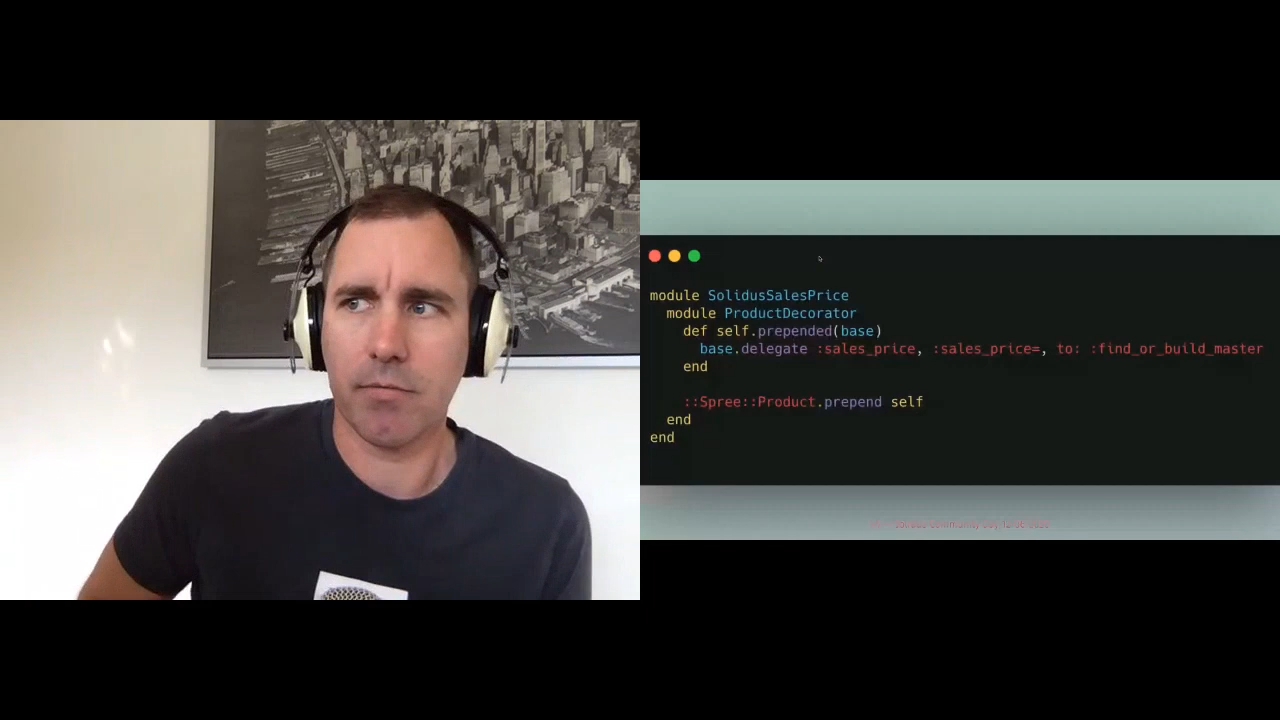 module SolidusSalesPrice
  module ProductDecorator
    def self.prepended(base)
      base.delegate :sales_price, :sales_price=, to: :find_or_build_master
    end

    ::Spree::Product.prepend self
  end
end